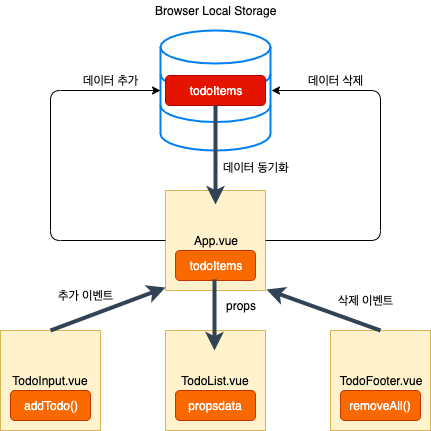 Browser Local Storage
데이터 추가
데이터 삭제
todoItems
데이터 동기화
App.vue
todoItems
추가 이벤트
props
삭제 이벤트
TodoInput.vue
TodoList.vue
TodoFooter.vue
addTodo()
propsdata
removeAll()